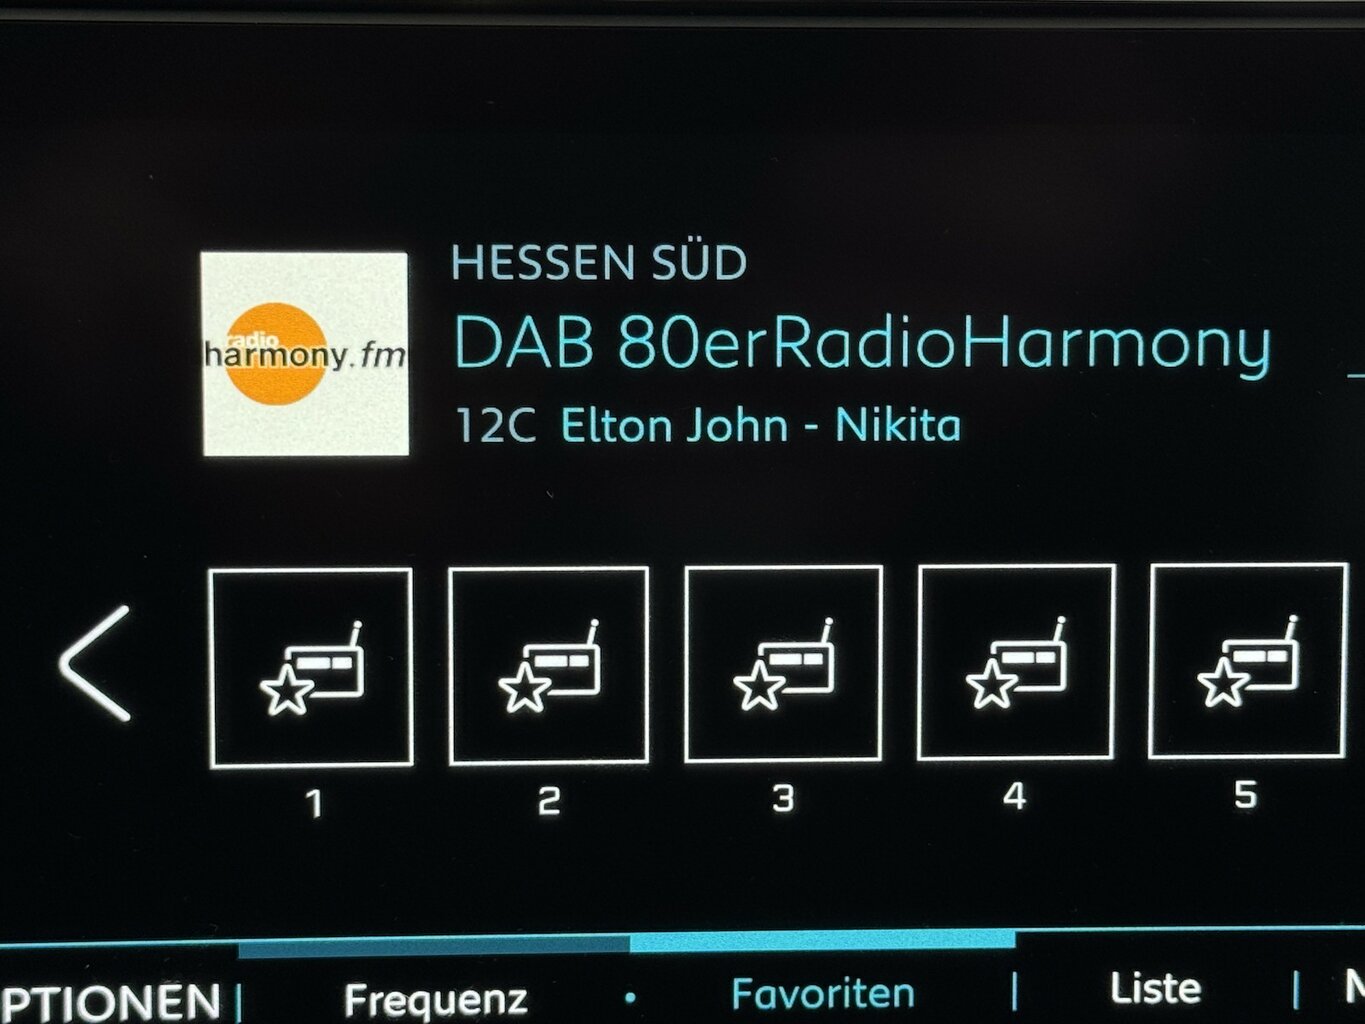 HESSEN SÜD
radio
harmony.fm
DAB 80erRadioHarmony
12C Elton John - Nikita
1 2 3 4 5
PTIONEN | Frequenz • Favoriten | Liste |